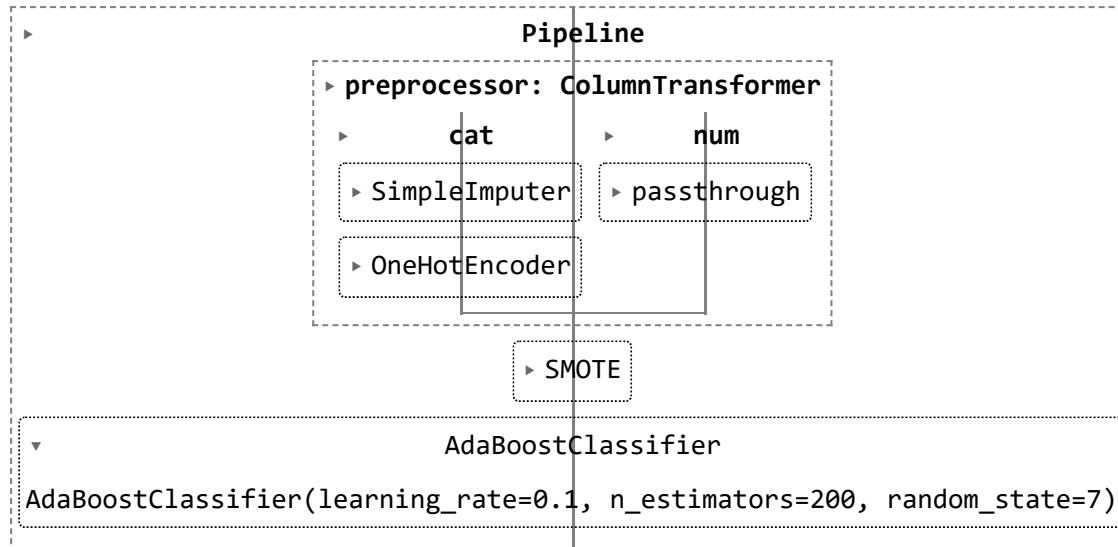 Pipeline
preprocessor: ColumnTransformer
cat num
SimpleImputer passthrough
OneHotEncoder
SMOTE
AdaBoostClassifier
AdaBoostClassifier(learning_rate=0.1, n_estimators=200, random_state=7)